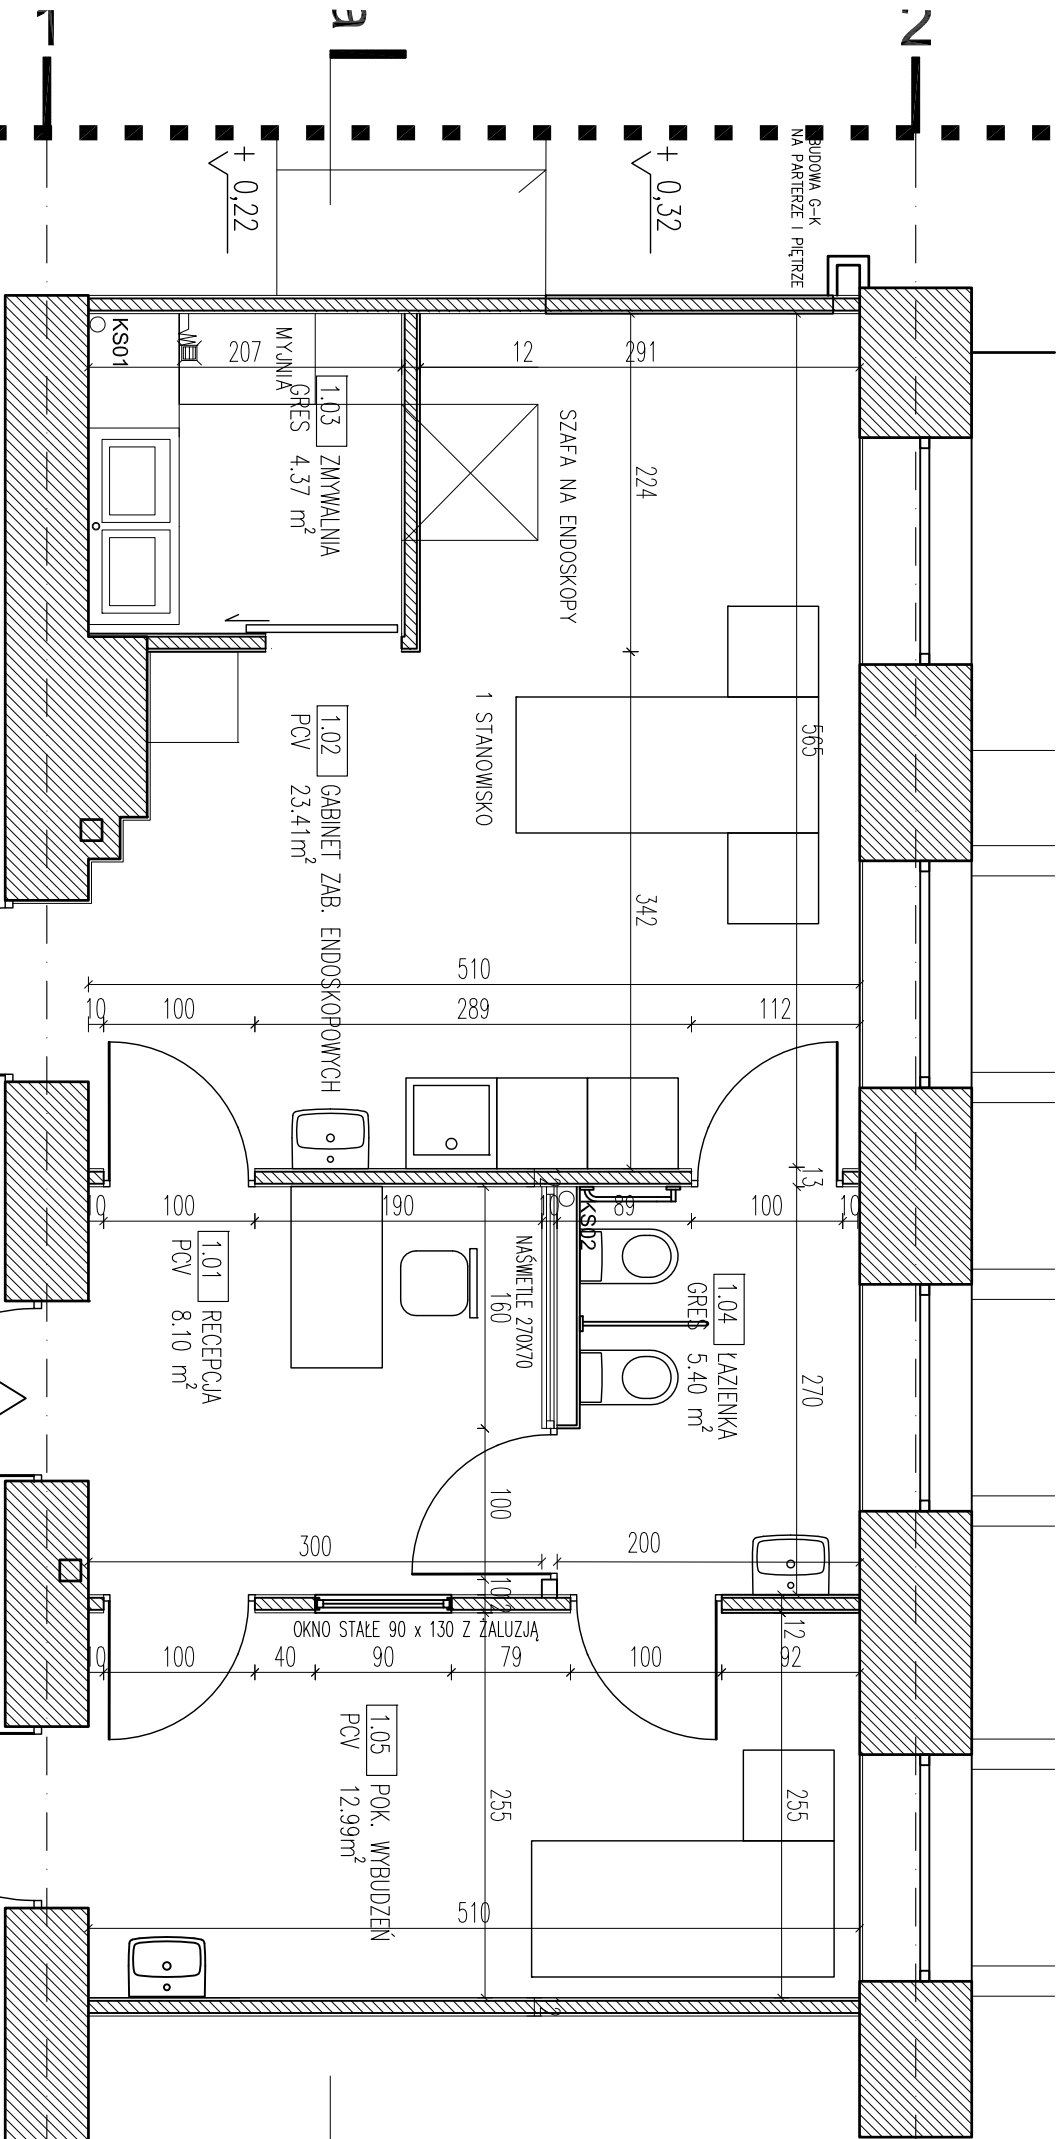 1
a
2
+ 0,22
+ 0,32
BUDOWA G-K
NA PARTERZE I PIĘTRZE
KS01
W
MYJNIA
207
12
291
1.03 ZMYWALNIA
GRES 4.37 m²
SZAFA NA ENDOSKOPY
224
565
1 STANOWISKO
1.02 GABINET ZAB. ENDOSKOPOWYCH
PCV 23.41m²
342
510
10
100
289
112
13
12
10
100
190
10
89
100
10
KS02
NAŚWIETLE 270X70
160
1.01 RECEPCJA
PCV 8.10 m²
1.04 ŁAZIENKA
GRES 5.40 m²
270
100
300
200
10
12
12
OKNO STAŁE 90 x 130 Z ŻALUZJĄ
10
100
40
90
79
100
92
1.05 POK. WYBUDZEŃ
PCV 12.99m²
255
255
510
12